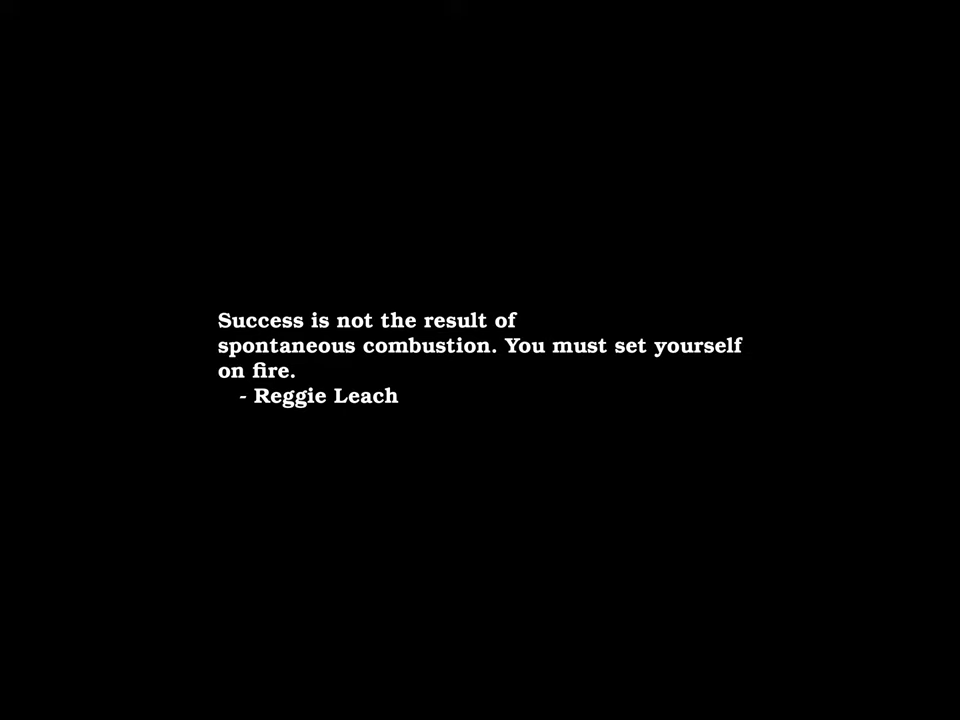 Success is not the result of
spontaneous combustion. You must set yourself
on fire.
- Reggie Leach